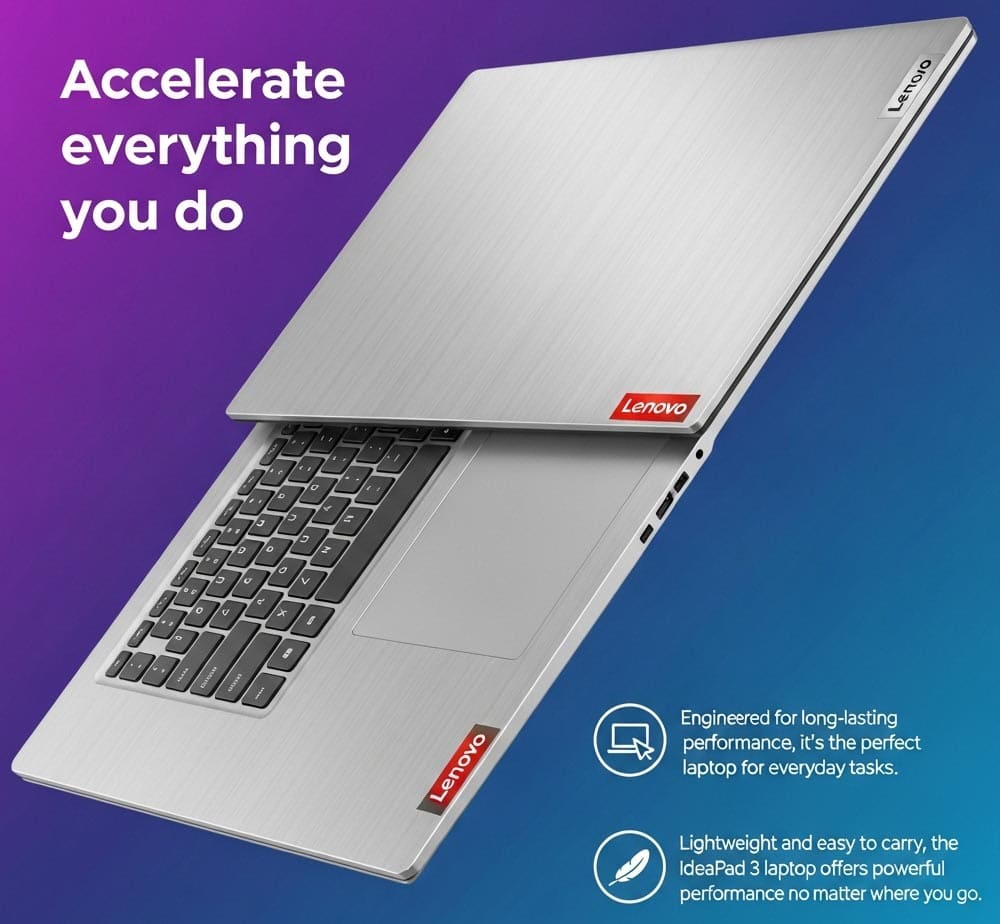 Accelerate
everything
you do
Lenovo
Lenovo
Lenovo
Engineered for long-lasting
performance, it's the perfect
laptop for everyday tasks.
Lightweight and easy to carry, the
IdeaPad 3 laptop offers powerful
performance no matter where you go.